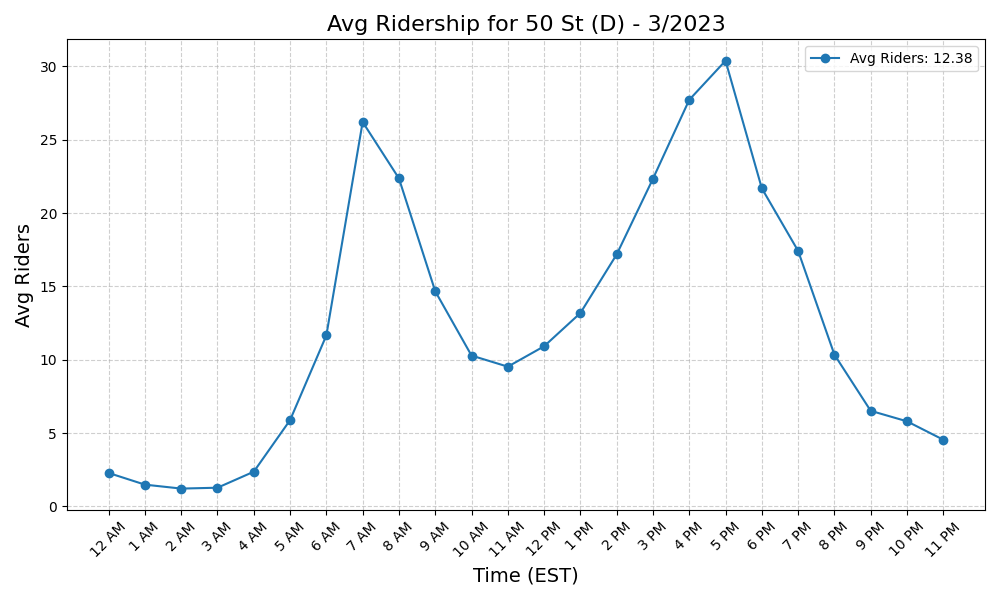 Avg Ridership for 50 St (D) - 3/2023
Avg Riders: 12.38
30
25
20
15
10
5
0
Avg Riders
12 AM
1 AM
2 AM
3 AM
4 AM
5 AM
6 AM
7 AM
8 AM
9 AM
10 AM
11 AM
12 PM
1 PM
2 PM
3 PM
4 PM
5 PM
6 PM
7 PM
8 PM
9 PM
10 PM
11 PM
Time (EST)